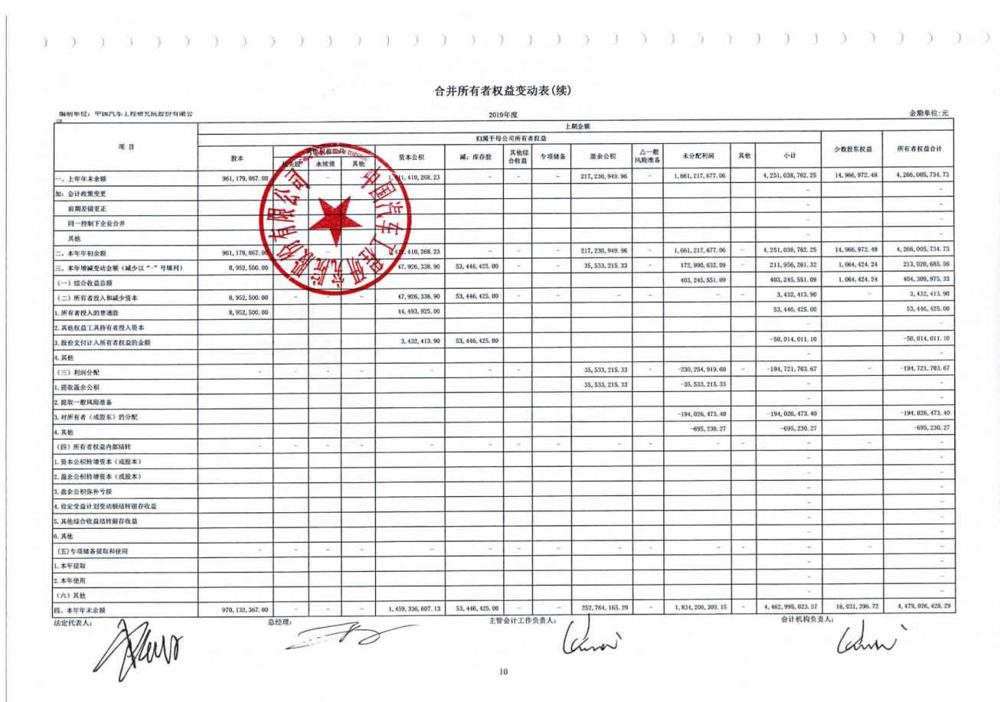 合并所有者权益变动表(续)
编制单位：中国汽车工程研究院股份有限公司 2019年度 金额单位:元
项 目 上期金额
归属于母公司所有者权益 少数股东权益 所有者权益合计
股本 其他权益工具 资本公积 减：库存股 其他综合收益 专项储备 盈余公积 △一般风险准备 未分配利润 其他 小计
优先股 永续债 其他
一、上年年末余额 961,179,867.00 - 1,411,410,268.23 - - - 217,230,949.96 - 1,661,217,677.06 - 4,251,038,762.25 14,966,972.48 4,266,005,734.73
加：会计政策变更 - -
前期差错更正 - -
同一控制下企业合并 - -
其他 - -
二、本年年初余额 961,179,867.00 - - 1,411,410,268.23 - - - 217,230,949.96 - 1,661,217,677.06 - 4,251,038,762.25 14,966,972.48 4,266,005,734.73
三、本年增减变动金额（减少以“-”号填列） 8,952,500.00 47,926,338.90 53,446,425.00 - - 35,533,215.33 - 172,990,632.09 - 211,956,261.32 1,064,424.24 213,020,685.56
（一）综合收益总额 403,245,551.09 403,245,551.09 1,064,424.24 404,309,975.33
（二）所有者投入和减少资本 8,952,500.00 - - - 47,926,338.90 53,446,425.00 - - - - - - 3,432,413.90 - 3,432,413.90
1.所有者投入的普通股 8,952,500.00 44,493,925.00 53,446,425.00 53,446,425.00
2.其他权益工具持有者投入资本 - -
3.股份支付计入所有者权益的金额 3,432,413.90 53,446,425.00 -50,014,011.10 -50,014,011.10
4.其他 - -
（三）利润分配 - - - - - - - - 35,533,215.33 - -230,254,919.00 - -194,721,703.67 - -194,721,703.67
1.提取盈余公积 35,533,215.33 -35,533,215.33 - -
2.提取一般风险准备 - -
3.对所有者（或股东）的分配 -194,026,473.40 -194,026,473.40 -194,026,473.40
4.其他 -695,230.27 -695,230.27 -695,230.27
（四）所有者权益内部结转 - - - - - - - - - - - - - - -
1.资本公积转增资本（或股本） - -
2.盈余公积转增资本（或股本） - -
3.盈余公积弥补亏损 - -
4.设定受益计划变动额结转留存收益 - -
5.其他综合收益结转留存收益 - -
6.其他 - -
（五）专项储备提取和使用 - - - - - - - - - - - - - - -
1.本年提取 - -
2.本年使用 - -
（六）其他 - -
四、本年年末余额 970,132,367.00 - - - 1,459,336,607.13 53,446,425.00 - - 252,764,165.29 - 1,834,208,309.15 - 4,462,995,023.57 16,031,396.72 4,479,026,420.29
法定代表人： 总经理： 主管会计工作负责人： 会计机构负责人：
中国汽车工程研究院股份有限公司
10